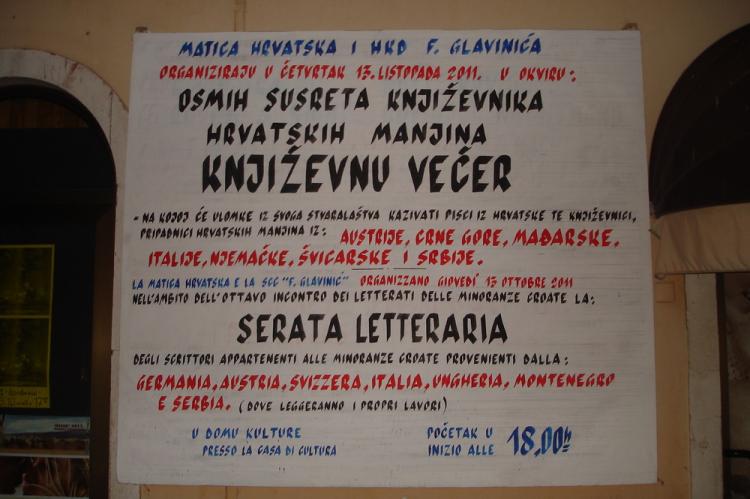 MATICA HRVATSKA I HKD F. GLAVINIĆA
ORGANIZIRAJU U ČETVRTAK 13. LISTOPADA 2011. U OKVIRU:
OSMIH SUSRETA KNJIŽEVNIKA
HRVATSKIH MANJINA
KNJIŽEVNU VEČER
- NA KOJOJ ĆE ULOMKE IZ SVOGA STVARALAŠTVA KAZIVATI PISCI IZ HRVATSKE TE KNJIŽEVNICI,
PRIPADNICI HRVATSKIH MANJINA IZ: AUSTRIJE, CRNE GORE, MAĐARSKE,
ITALIJE, NJEMAČKE, ŠVICARSKE I SRBIJE.
LA MATICA HRVATSKA E LA SCC "F. GLAVINIĆ" ORGANIZZANO GIOVEDÌ 13 OTTOBRE 2011
NELL'AMBITO DELL'OTTAVO INCONTRO DEI LETTERATI DELLE MINORANZE CROATE LA:
SERATA LETTERARIA
DEGLI SCRITTORI APPARTENENTI ALLE MINORANZE CROATE PROVENIENTI DALLA:
GERMANIA, AUSTRIA, SVIZZERA, ITALIA, UNGHERIA, MONTENEGRO
E SERBIA. (DOVE LEGGERANNO I PROPRI LAVORI)
U DOMU KULTURE POČETAK U
PRESSO LA CASA DI CULTURA INIZIO ALLE 18,00h